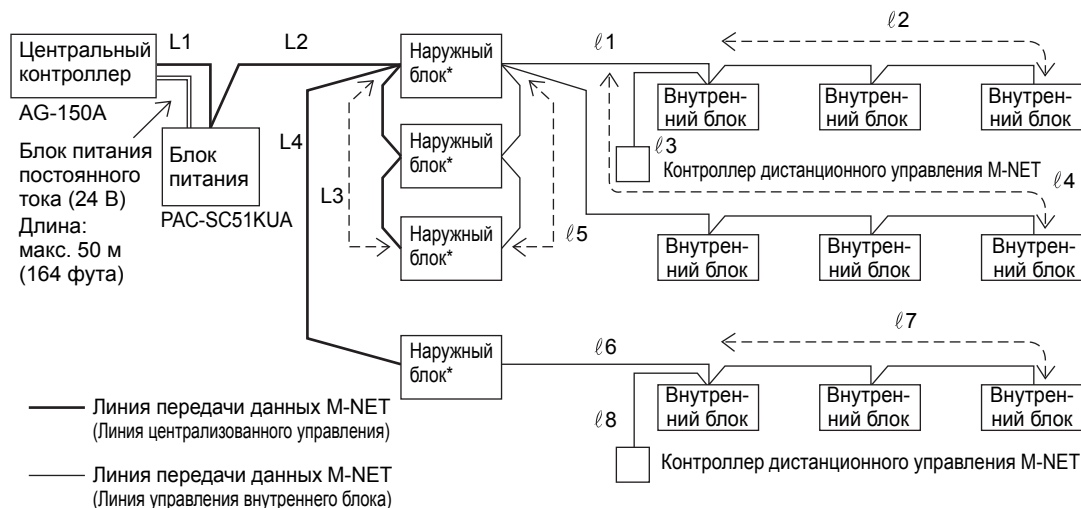 Центральный
контроллер
AG-150A
Блок питания
постоянного
тока (24 В)
Длина:
макс. 50 м
(164 фута)
L1
L2
Блок
питания
PAC-SC51KUA
L4
L3
Наружный
блок*
Наружный
блок*
Наружный
блок*
ℓ1
ℓ2
Внутрен-
ний блок
Внутрен-
ний блок
Внутрен-
ний блок
ℓ3
Контроллер дистанционного управления M-NET
ℓ4
ℓ5
Внутрен-
ний блок
Внутрен-
ний блок
Внутрен-
ний блок
Наружный
блок*
ℓ6
ℓ7
Внутрен-
ний блок
Внутрен-
ний блок
Внутрен-
ний блок
ℓ8
Контроллер дистанционного управления M-NET
Линия передачи данных M-NET
(Линия централизованного управления)
Линия передачи данных M-NET
(Линия управления внутреннего блока)